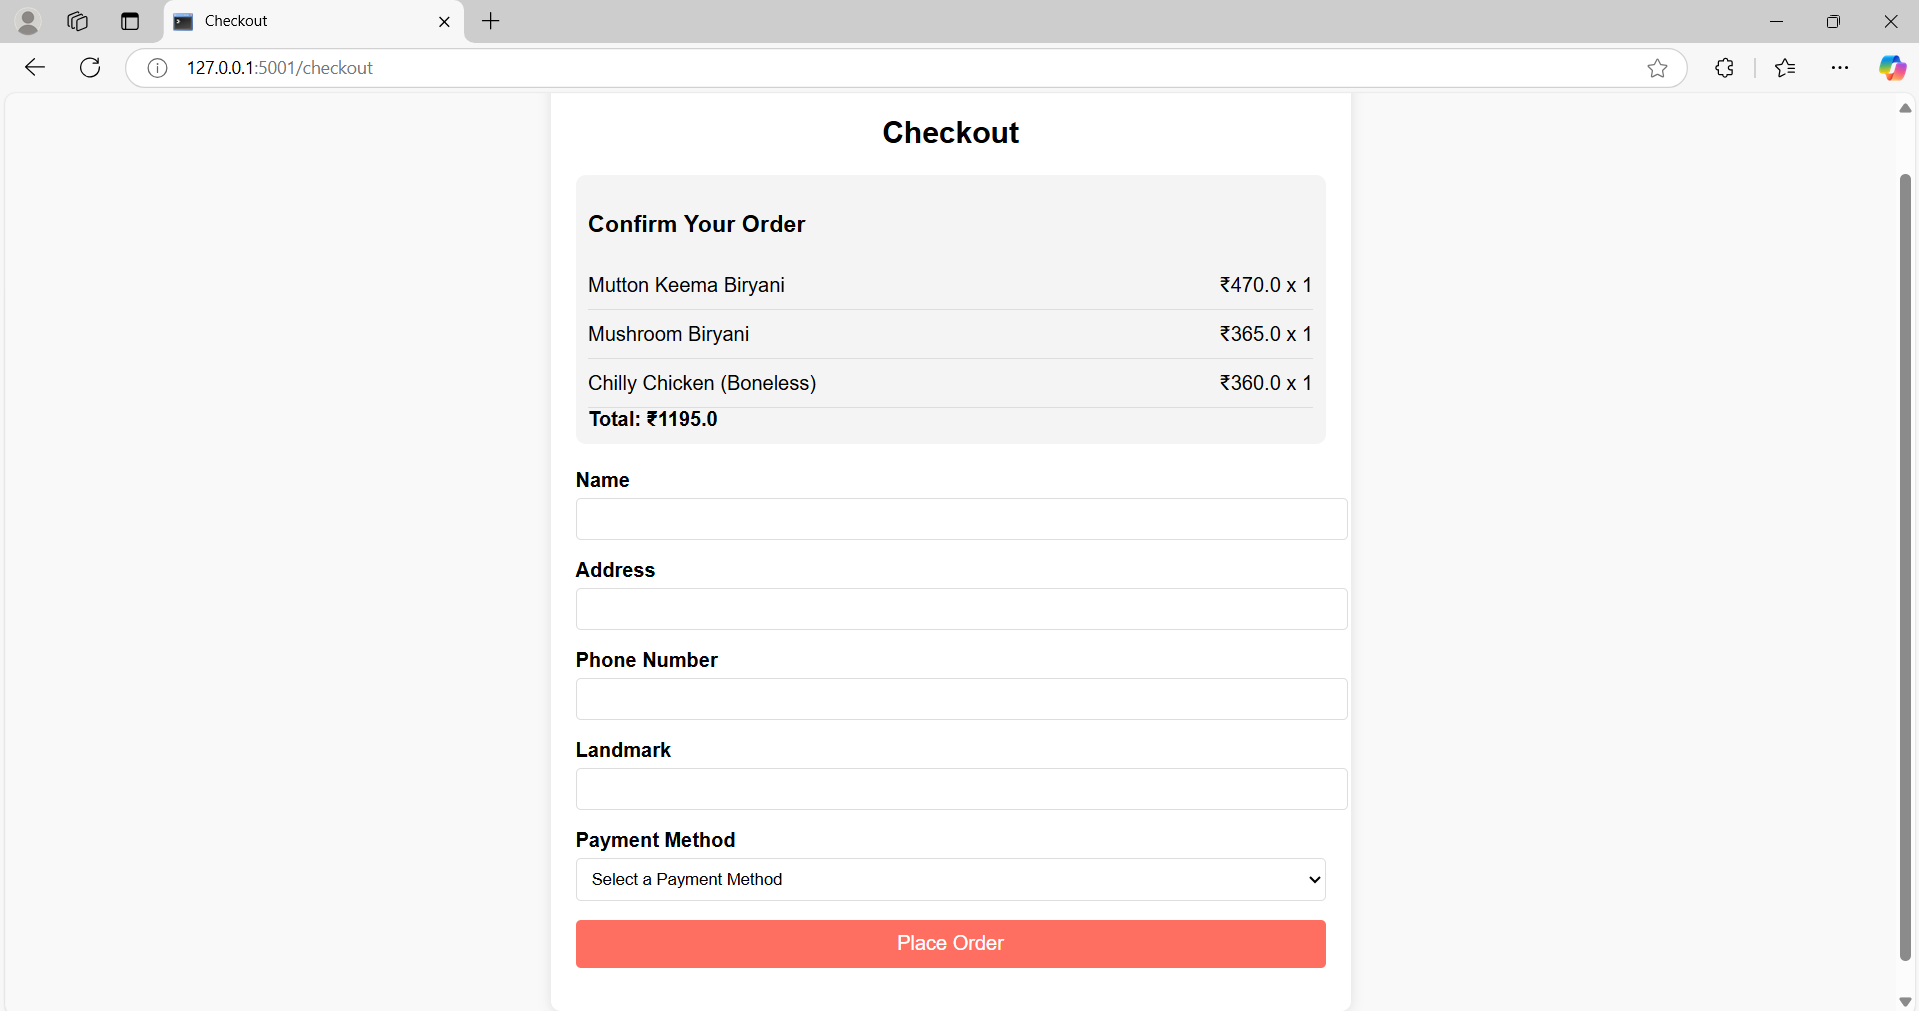 Checkout
127.0.0.1:5001/checkout
Checkout
Confirm Your Order
Mutton Keema Biryani ₹470.0 x 1
Mushroom Biryani ₹365.0 x 1
Chilly Chicken (Boneless) ₹360.0 x 1
Total: ₹1195.0
Name
Address
Phone Number
Landmark
Payment Method
Select a Payment Method
Place Order